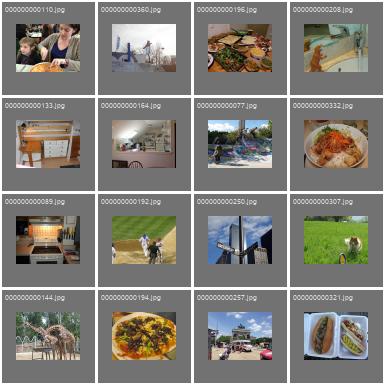 000000000110.jpg
000000000360.jpg
000000000196.jpg
000000000208.jpg
000000000133.jpg
000000000164.jpg
000000000077.jpg
000000000332.jpg
000000000089.jpg
000000000192.jpg
000000000250.jpg
000000000307.jpg
000000000144.jpg
000000000194.jpg
000000000257.jpg
000000000321.jpg